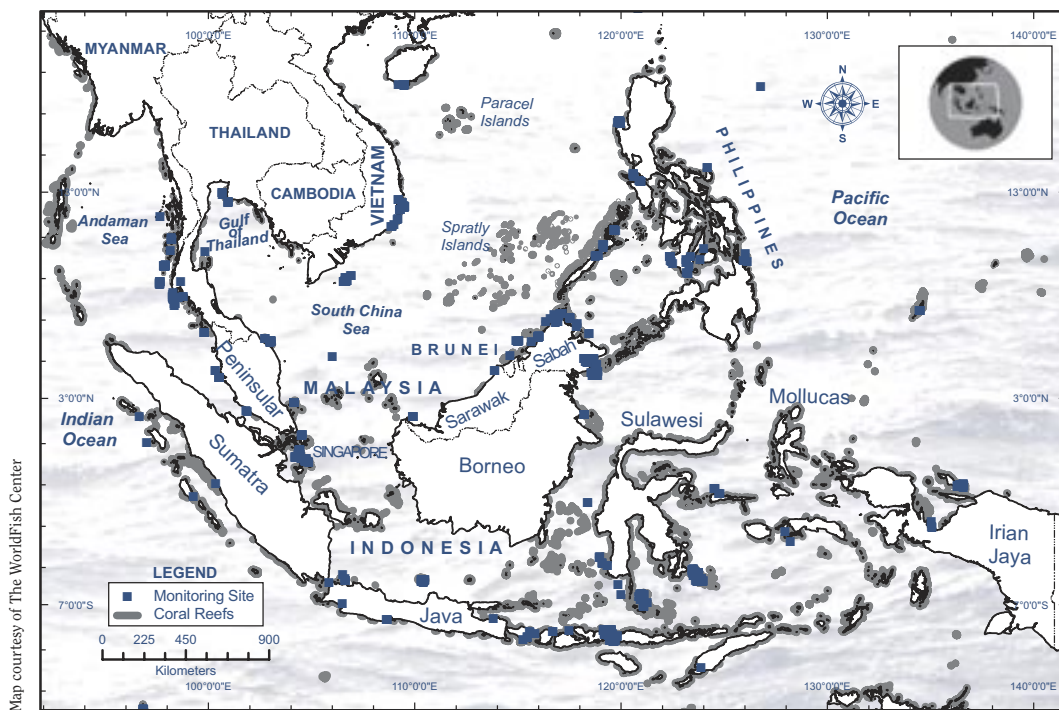 100°0'0"E
110°0'0"E
120°0'0"E
130°0'0"E
140°0'0"E
MYANMAR
N
W
E
S
Paracel
Islands
THAILAND
VIETNAM
PHILIPPINES
CAMBODIA
13°0'0"N
Andaman
Sea
Gulf
of
Thailand
Pacific
Ocean
Spratly
Islands
South China
Sea
BRUNEI
Sabah
Peninsular
MALAYSIA
3°0'0"N
Sarawak
Mollucas
Indian
Ocean
Sulawesi
SINGAPORE
Sumatra
Borneo
Irian
Jaya
INDONESIA
LEGEND
Monitoring Site
Coral Reefs
7°0'0"S
Java
7°0'0"S
0 225 450 900
Kilometers
100°0'0"E
110°0'0"E
120°0'0"E
130°0'0"E
140°0'0"E
Map courtesy of The WorldFish Center